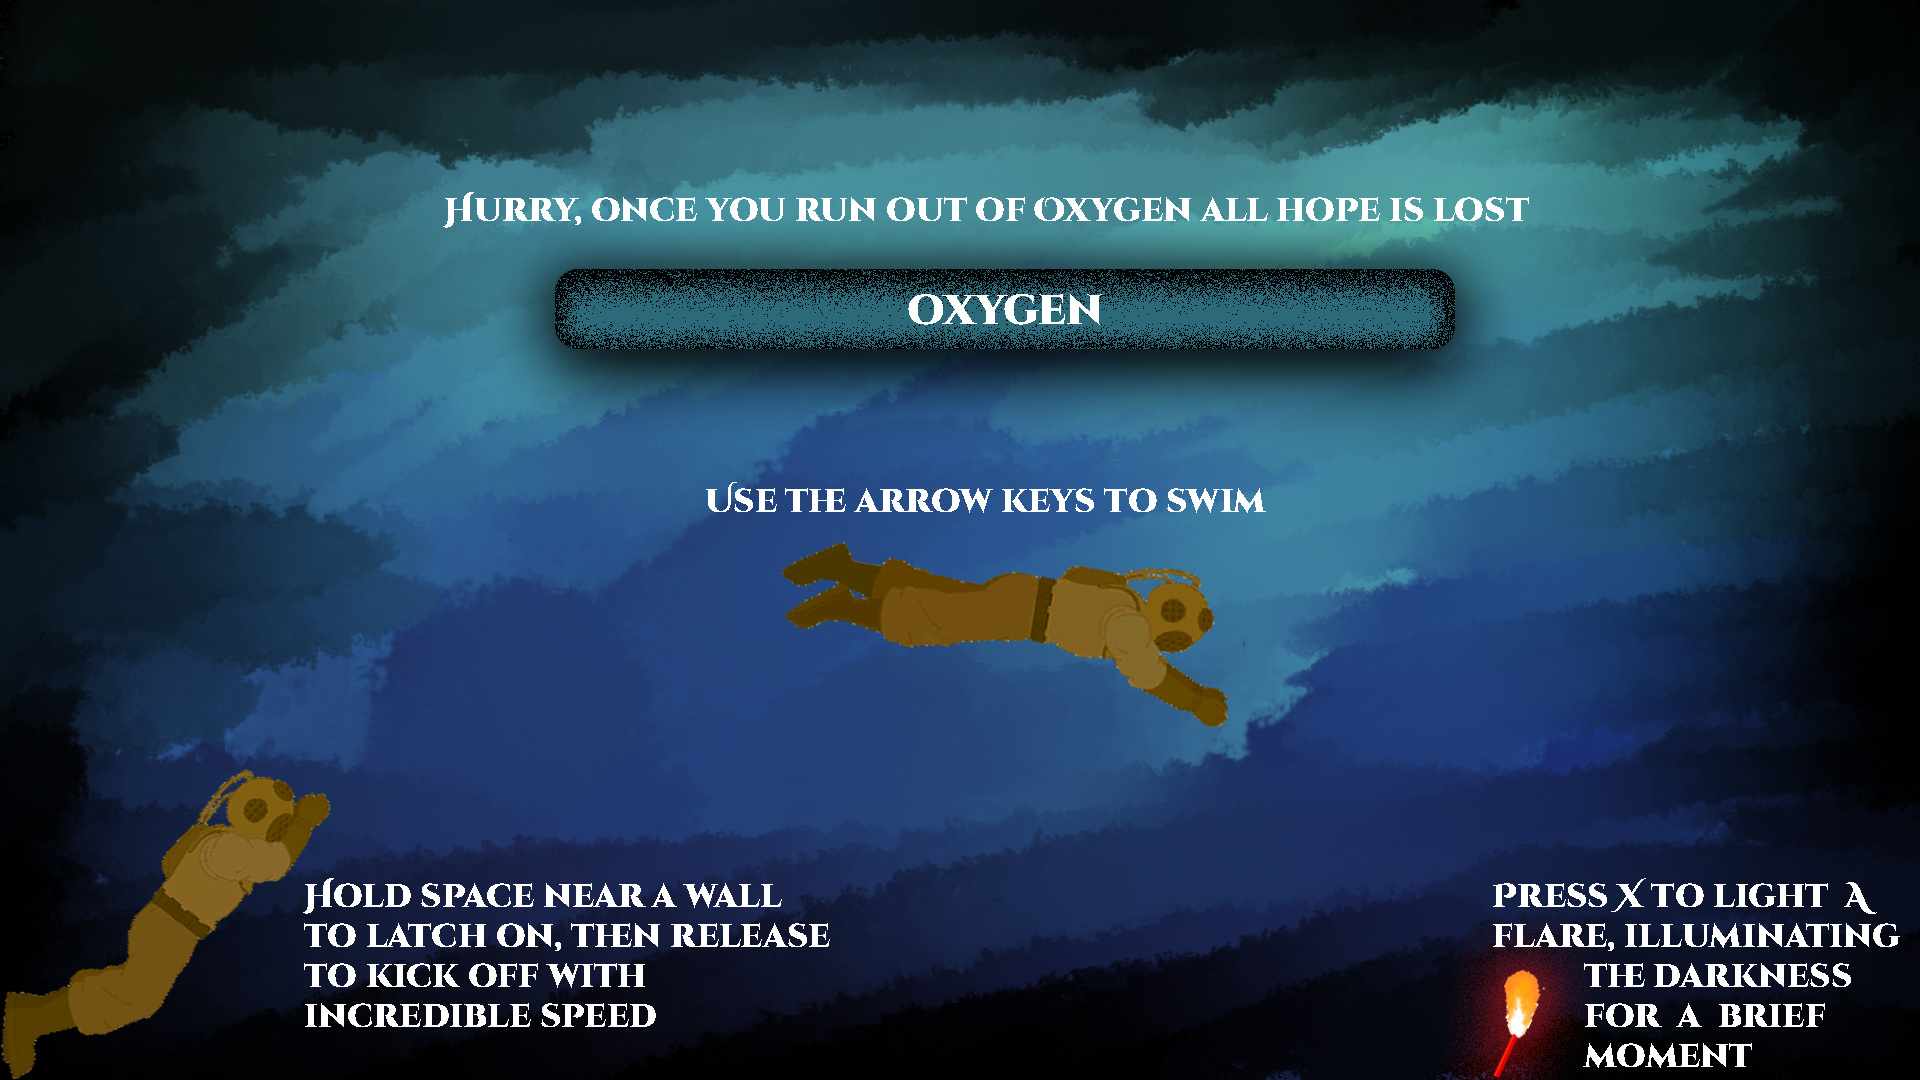 Hurry, once you run out of Oxygen all hope is lost
OXYGEN
Use the arrow keys to swim
Hold space near a wall
to latch on, then release
to kick off with
incredible speed
Press X to light A
flare, illuminating
the darkness
for a brief
moment